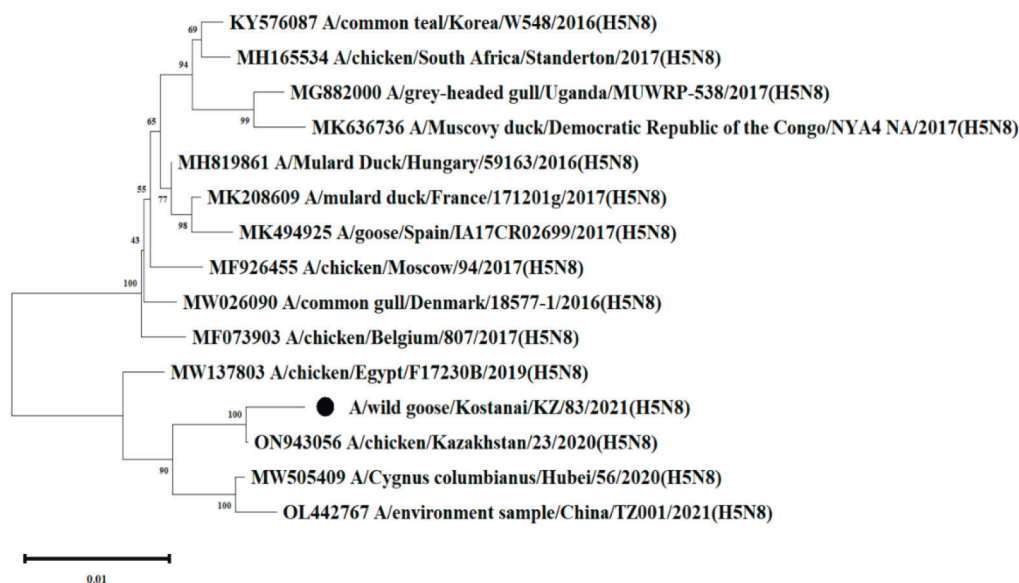 69
KY576087 A/common teal/Korea/W548/2016(H5N8)
MH165534 A/chicken/South Africa/Standerton/2017(H5N8)
94
MG882000 A/grey-headed gull/Uganda/MUWRP-538/2017(H5N8)
99
MK636736 A/Muscovy duck/Democratic Republic of the Congo/NYA4 NA/2017(H5N8)
65
MH819861 A/Mulard Duck/Hungary/59163/2016(H5N8)
55
77
MK208609 A/mulard duck/France/171201g/2017(H5N8)
98
MK494925 A/goose/Spain/IA17CR02699/2017(H5N8)
43
MF926455 A/chicken/Moscow/94/2017(H5N8)
100
MW026090 A/common gull/Denmark/18577-1/2016(H5N8)
MF073903 A/chicken/Belgium/807/2017(H5N8)
MW137803 A/chicken/Egypt/F17230B/2019(H5N8)
100
A/wild goose/Kostanai/KZ/83/2021(H5N8)
ON943056 A/chicken/Kazakhstan/23/2020(H5N8)
90
MW505409 A/Cygnus columbianus/Hubei/56/2020(H5N8)
100
OL442767 A/environment sample/China/TZ001/2021(H5N8)
0.01